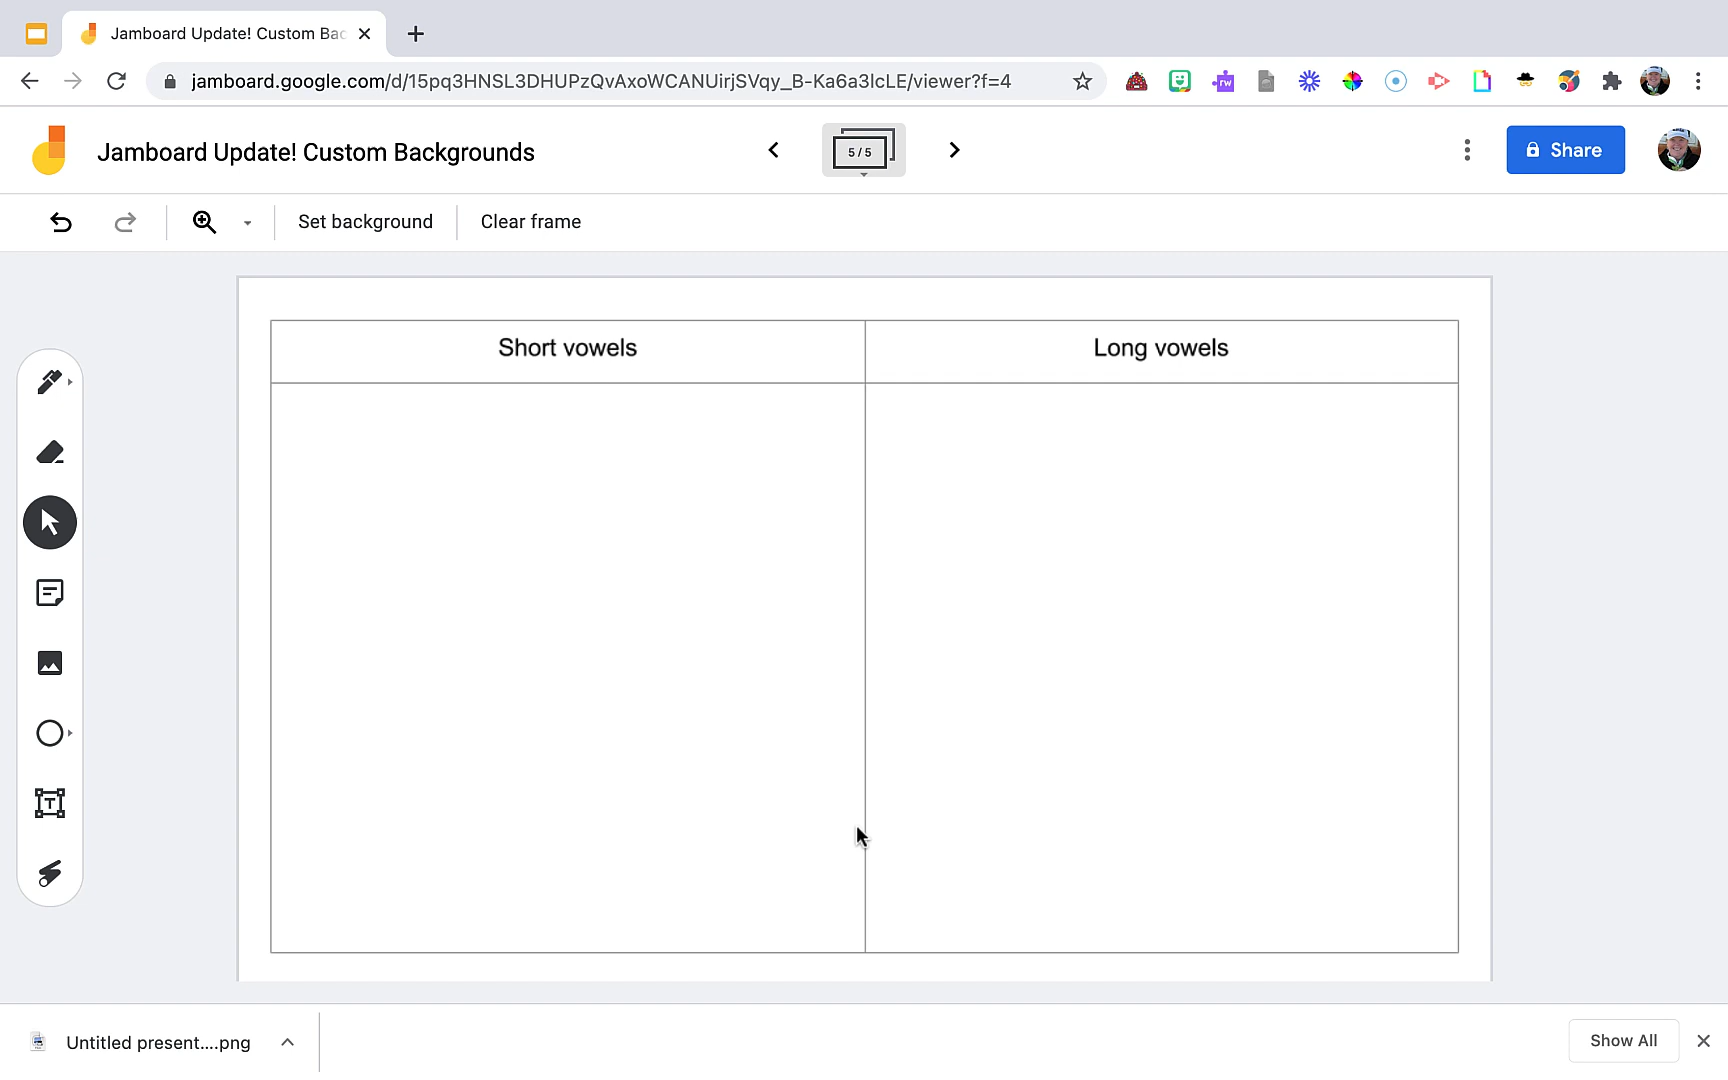 Jamboard Update! Custom Bac
jamboard.google.com/d/15pq3HNSL3DHUPzQvAxoWCANUirjSVqy_B-Ka6a3lcLE/viewer?f=4
rw
Jamboard Update! Custom Backgrounds
5/5
Share
Set background
Clear frame
Short vowels
Long vowels
T
Untitled present....png
Show All